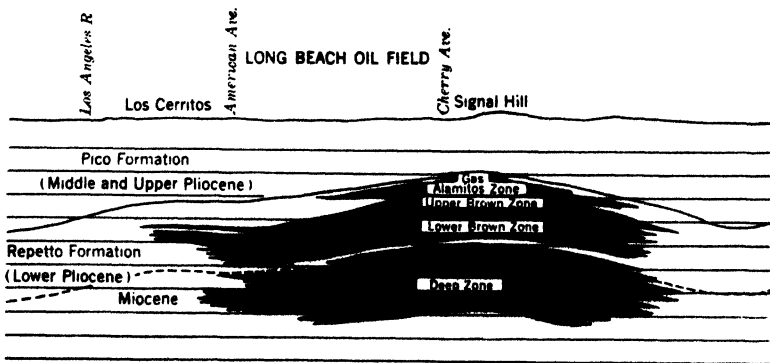 Los Angeles R
American Ave.
LONG BEACH OIL FIELD
Cherry Ave.
Los Cerritos
Signal Hill
Pico Formation
(Middle and Upper Pliocene)
Gas
Alamitos Zone
Upper Brown Zone
Lower Brown Zone
Repetto Formation
(Lower Pliocene)
Deep Zone
Miocene